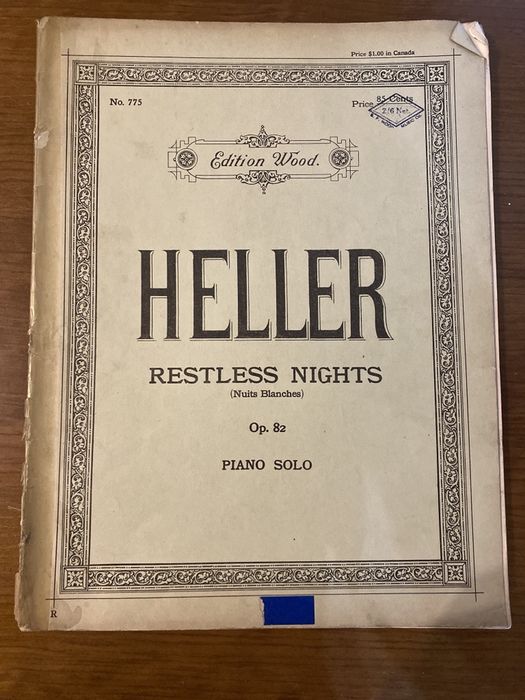 Price $1.00 in Canada
No. 775
Price 85 Cents
2/6 Net
Edition Wood.
HELLER
RESTLESS NIGHTS
(Nuits Blanches)
Op. 82
PIANO SOLO
R